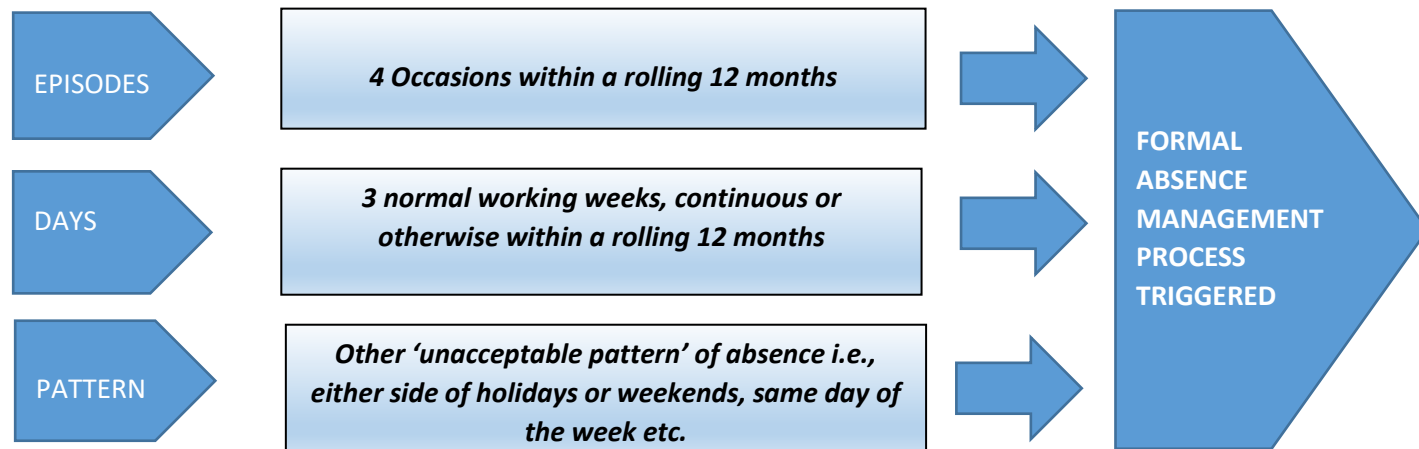 EPISODES
4 Occasions within a rolling 12 months
DAYS
3 normal working weeks, continuous or
otherwise within a rolling 12 months
PATTERN
Other ‘unacceptable pattern’ of absence i.e.,
either side of holidays or weekends, same day of
the week etc.
FORMAL
ABSENCE
MANAGEMENT
PROCESS
TRIGGERED